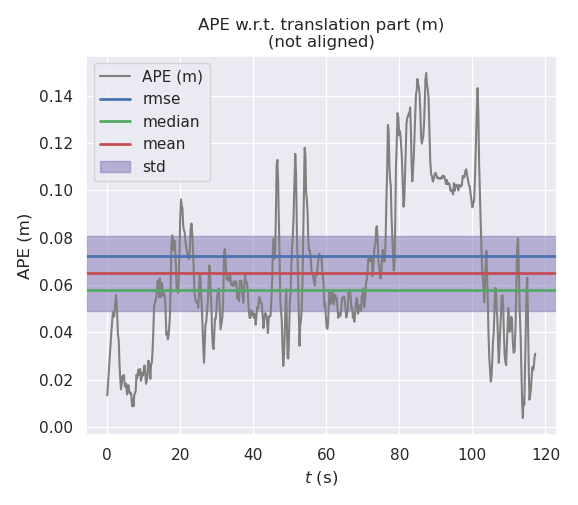 APE w.r.t. translation part (m)
(not aligned)
APE (m)
rmse
median
mean
std
APE (m)
0.14
0.12
0.10
0.08
0.06
0.04
0.02
0.00
0 20 40 60 80 100 120
t (s)